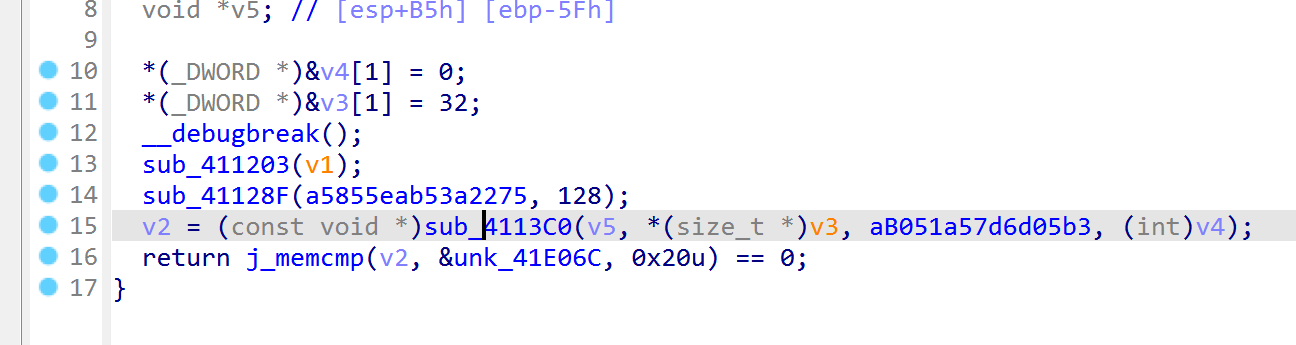 8 void *v5; // [esp+B5h] [ebp-5Fh]
9
10 *(_DWORD *)&v4[1] = 0;
11 *(_DWORD *)&v3[1] = 32;
12 __debugbreak();
13 sub_411203(v1);
14 sub_41128F(a5855eab53a2275, 128);
15 v2 = (const void *)sub_4113C0(v5, *(size_t *)v3, aB051a57d6d05b3, (int)v4);
16 return j_memcmp(v2, &unk_41E06C, 0x20u) == 0;
17 }